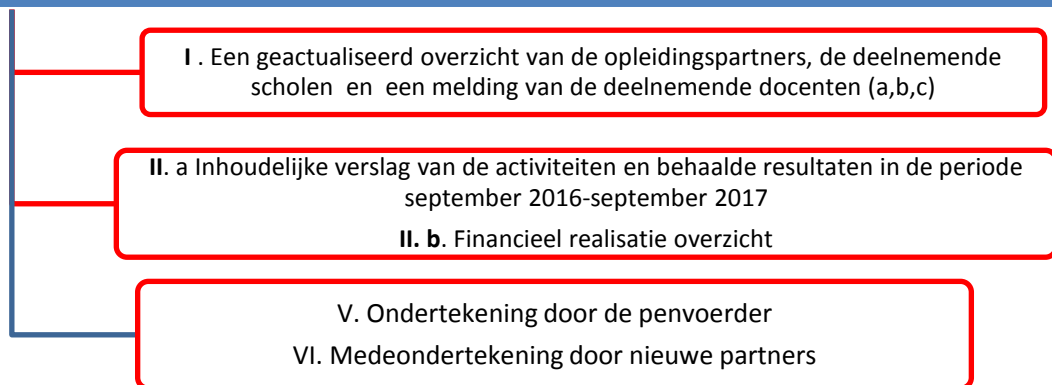 I . Een geactualiseerd overzicht van de opleidingspartners, de deelnemende
scholen en een melding van de deelnemende docenten (a,b,c)
II. a Inhoudelijke verslag van de activiteiten en behaalde resultaten in de periode
september 2016-september 2017
II. b. Financieel realisatie overzicht
V. Ondertekening door de penvoerder
VI. Medeondertekening door nieuwe partners